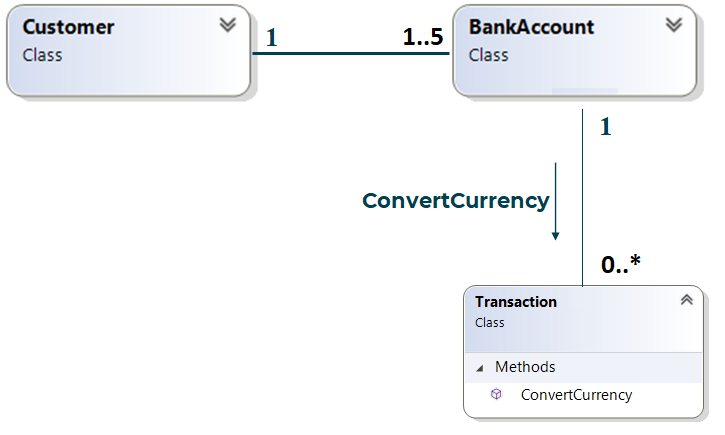 Customer
Class
1
1..5
BankAccount
Class
1
ConvertCurrency
0..*
Transaction
Class
Methods
ConvertCurrency